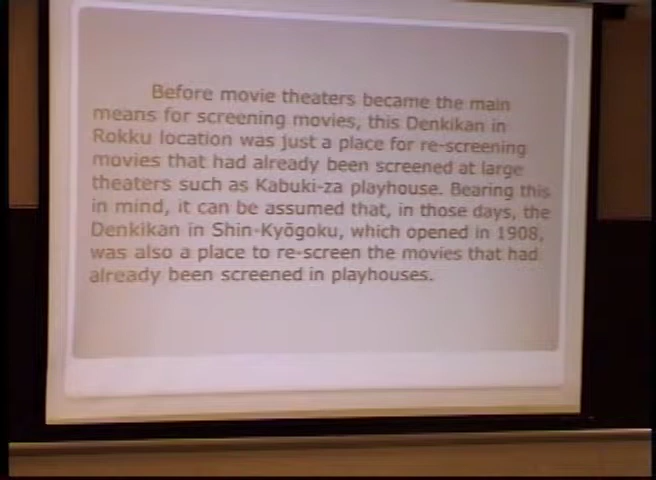 Before movie theaters became the main
means for screening movies, this Denkikan in
Rokku location was just a place for re-screening
movies that had already been screened at large
theaters such as Kabuki-za playhouse. Bearing this
in mind, it can be assumed that, in those days, the
Denkikan in Shin-Kyōgoku, which opened in 1908,
was also a place to re-screen the movies that had
already been screened in playhouses.